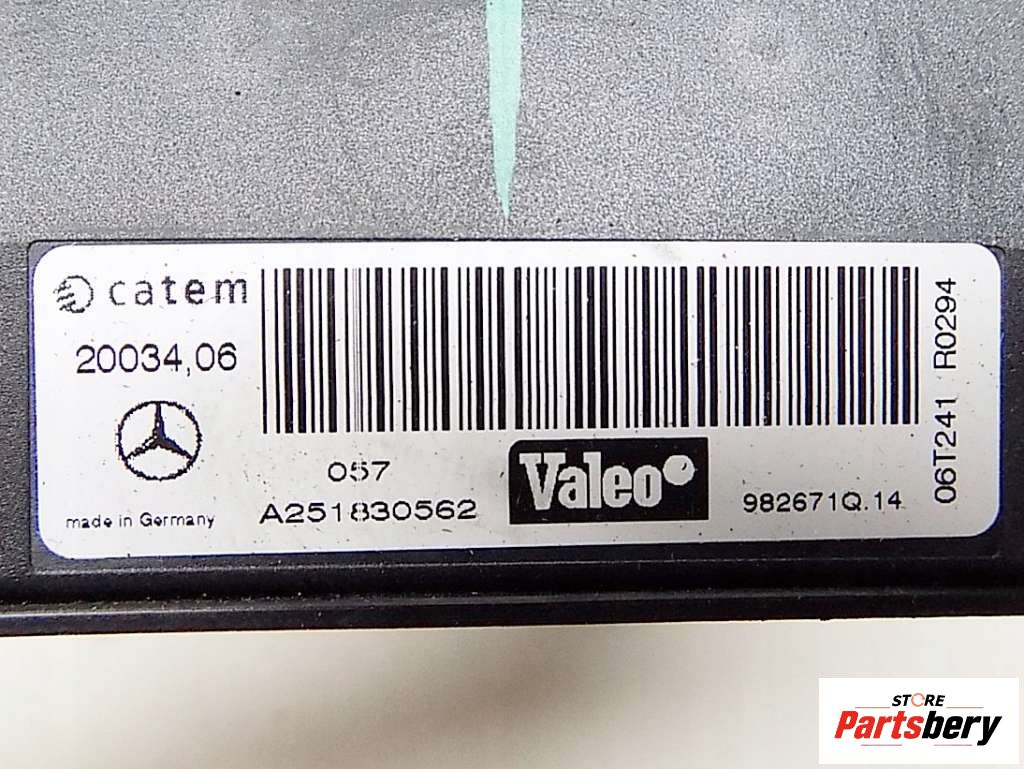 catem
20034,06
made in Germany
057
A251830562
Valeo
982671Q.14
06T241 R0294
STORE
Partsbery